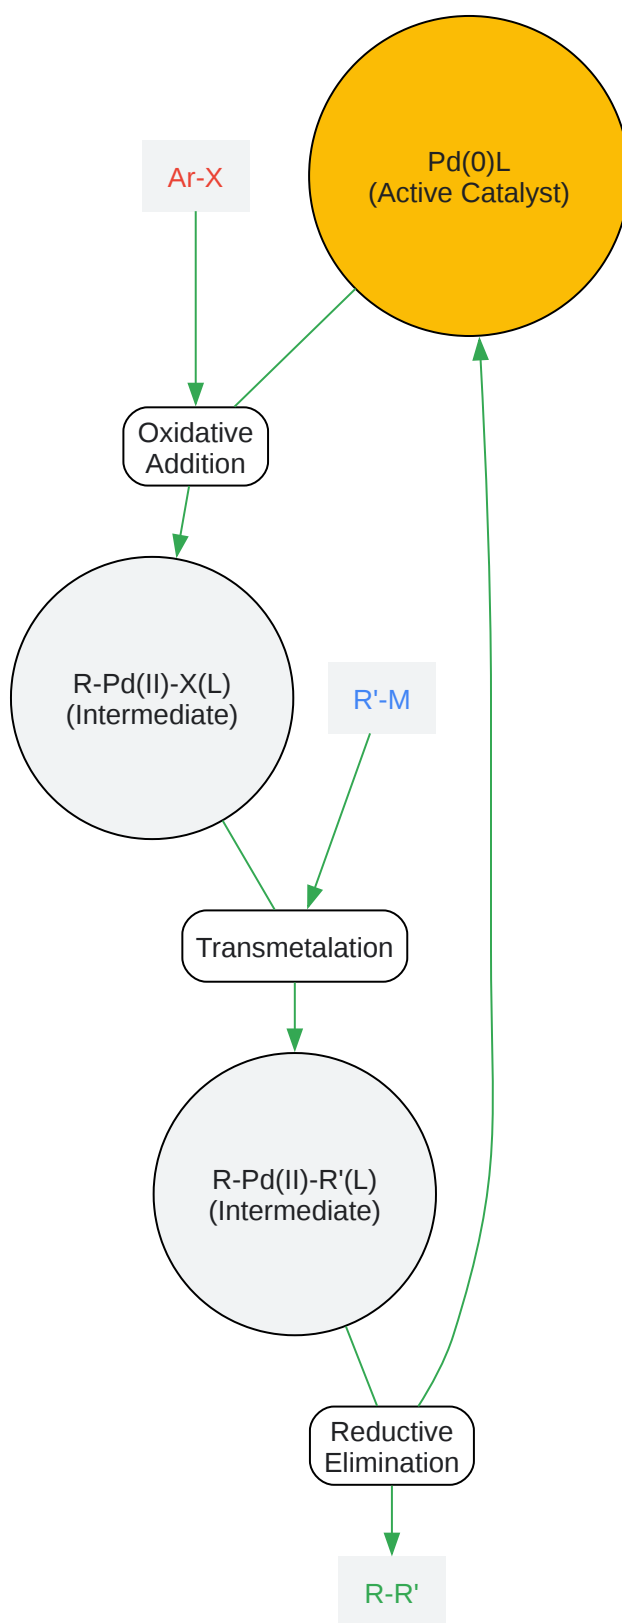 Pd(0)L
(Active Catalyst)
Ar-X
Oxidative
Addition
R-Pd(II)-X(L)
(Intermediate)
R'-M
Transmetalation
R-Pd(II)-R'(L)
(Intermediate)
Reductive
Elimination
R-R'